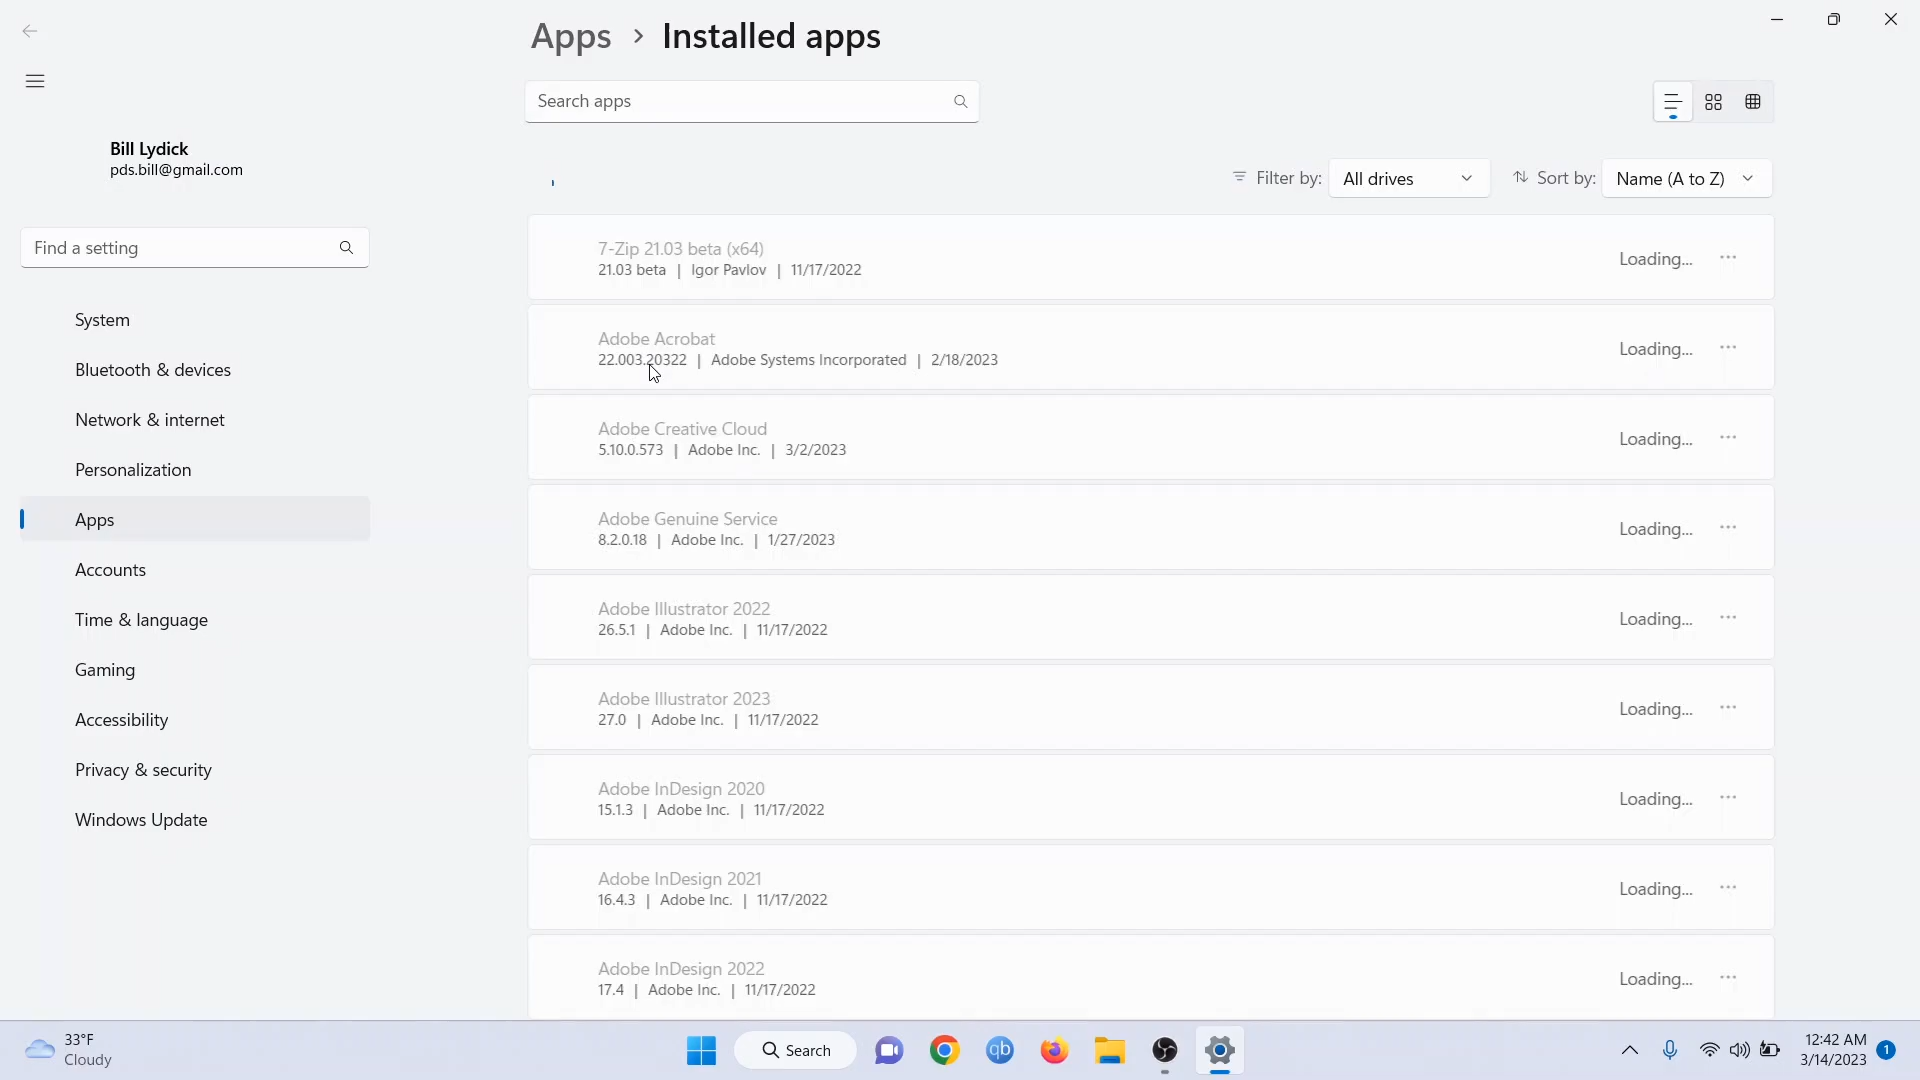 Apps > Installed apps
Search apps
Bill Lydick
pds.bill@gmail.com
Filter by: All drives
Sort by: Name (A to Z)
Find a setting
System
Bluetooth & devices
Network & internet
Personalization
Apps
Accounts
Time & language
Gaming
Accessibility
Privacy & security
Windows Update
7-Zip 21.03 beta (x64)
21.03 beta | Igor Pavlov | 11/17/2022
Loading...
Adobe Acrobat
22.003.20322 | Adobe Systems Incorporated | 2/18/2023
Loading...
Adobe Creative Cloud
5.10.0.573 | Adobe Inc. | 3/2/2023
Loading...
Adobe Genuine Service
8.2.0.18 | Adobe Inc. | 1/27/2023
Loading...
Adobe Illustrator 2022
26.5.1 | Adobe Inc. | 11/17/2022
Loading...
Adobe Illustrator 2023
27.0 | Adobe Inc. | 11/17/2022
Loading...
Adobe InDesign 2020
15.1.3 | Adobe Inc. | 11/17/2022
Loading...
Adobe InDesign 2021
16.4.3 | Adobe Inc. | 11/17/2022
Loading...
Adobe InDesign 2022
17.4 | Adobe Inc. | 11/17/2022
Loading...
33°F
Cloudy
Search
qb
12:42 AM
3/14/2023
1